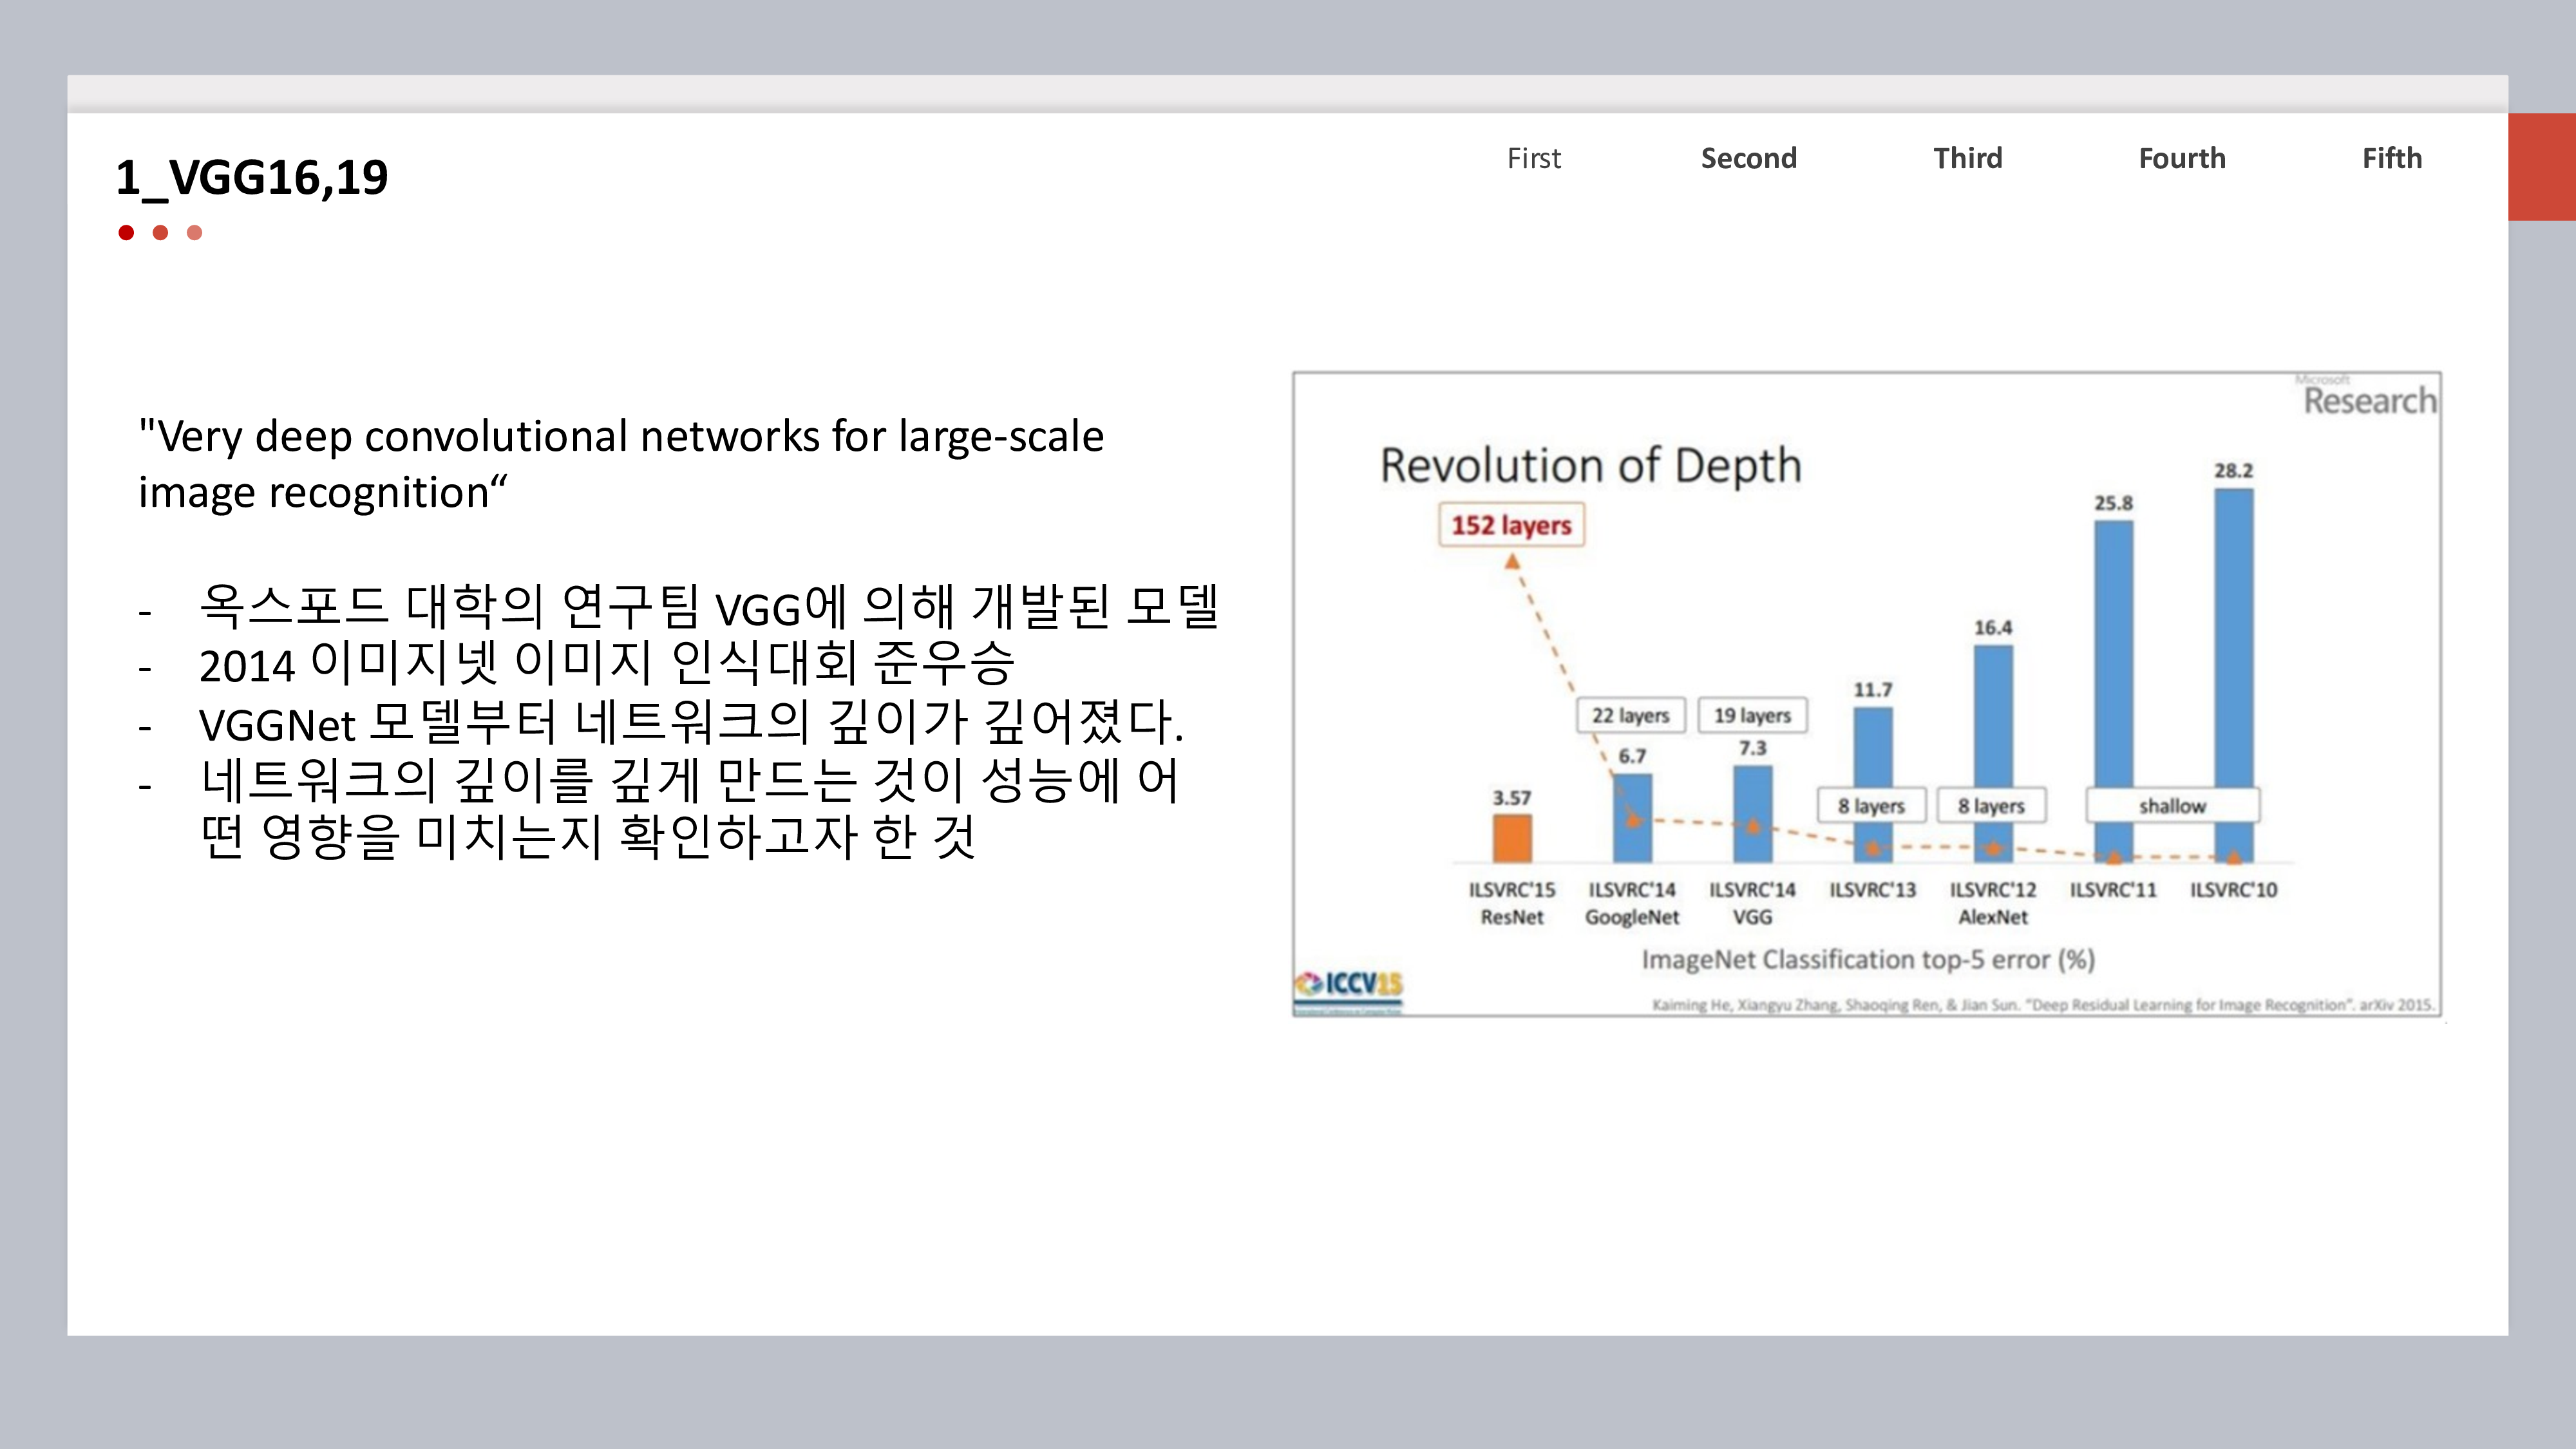 1_VGG16,19
First Second Third Fourth Fifth
"Very deep convolutional networks for large-scale
image recognition“
- 옥스포드 대학의 연구팀 VGG에 의해 개발된 모델
- 2014 이미지넷 이미지 인식대회 준우승
- VGGNet 모델부터 네트워크의 깊이가 깊어졌다.
- 네트워크의 깊이를 깊게 만드는 것이 성능에 어
떤 영향을 미치는지 확인하고자 한 것
Microsoft
Research
Revolution of Depth
152 layers
28.2
25.8
16.4
11.7
22 layers 19 layers
6.7 7.3
3.57
8 layers 8 layers shallow
ILSVRC'15 ILSVRC'14 ILSVRC'14 ILSVRC'13 ILSVRC'12 ILSVRC'11 ILSVRC'10
ResNet GoogleNet VGG AlexNet
ImageNet Classification top-5 error (%)
ICCV15
Kaiming He, Xiangyu Zhang, Shaoqing Ren, & Jian Sun. "Deep Residual Learning for Image Recognition". arXiv 2015.